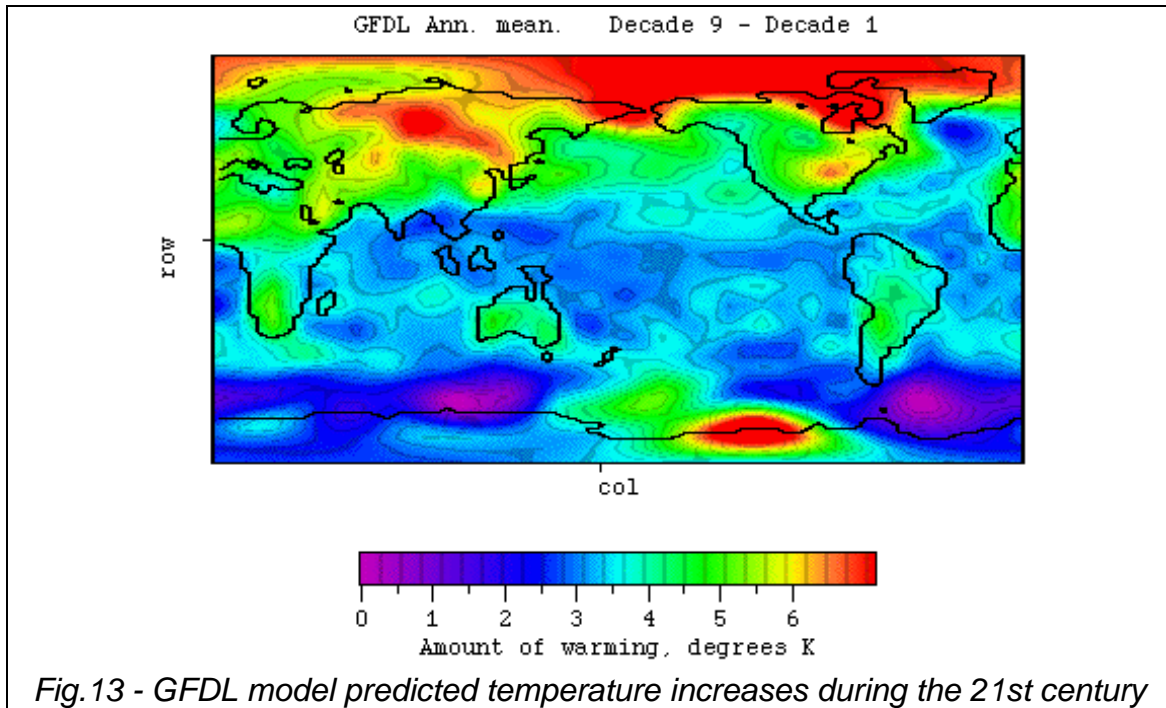 GFDL Ann. mean. Decade 9 - Decade 1
row
col
0 1 2 3 4 5 6
Amount of warming, degrees K
Fig.13 - GFDL model predicted temperature increases during the 21st century